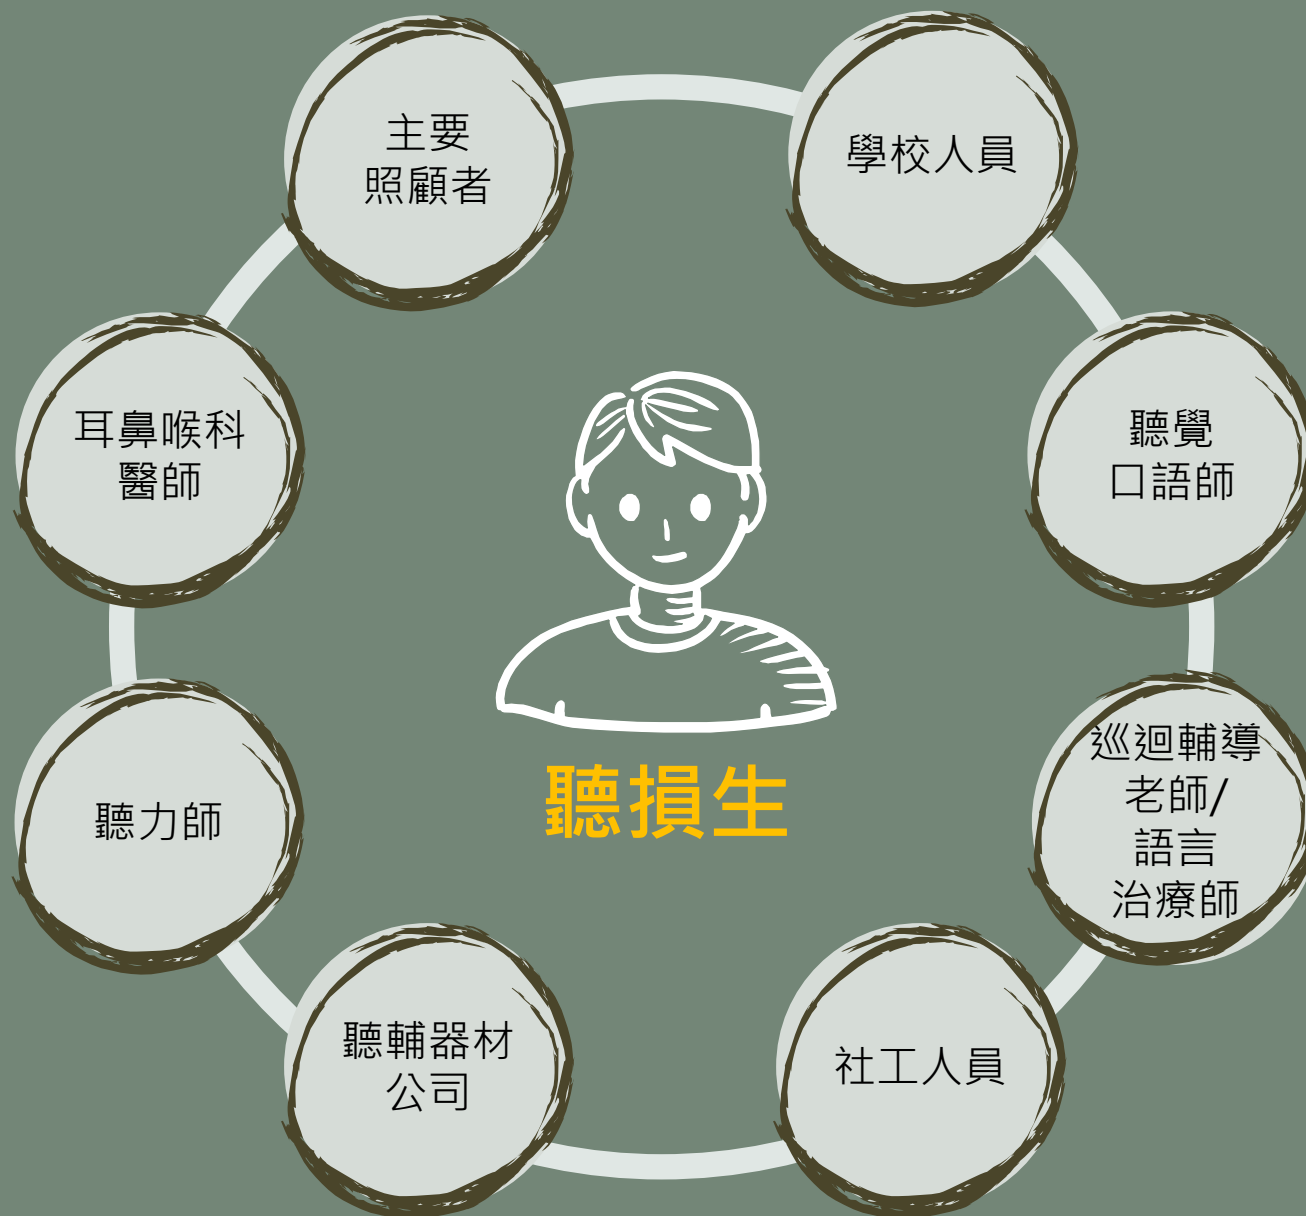 主要
照顧者
學校人員
耳鼻喉科
醫師
聽覺
口語師
聽損生
聽力師
巡迴輔導
老師/
語言
治療師
聽輔器材
公司
社工人員